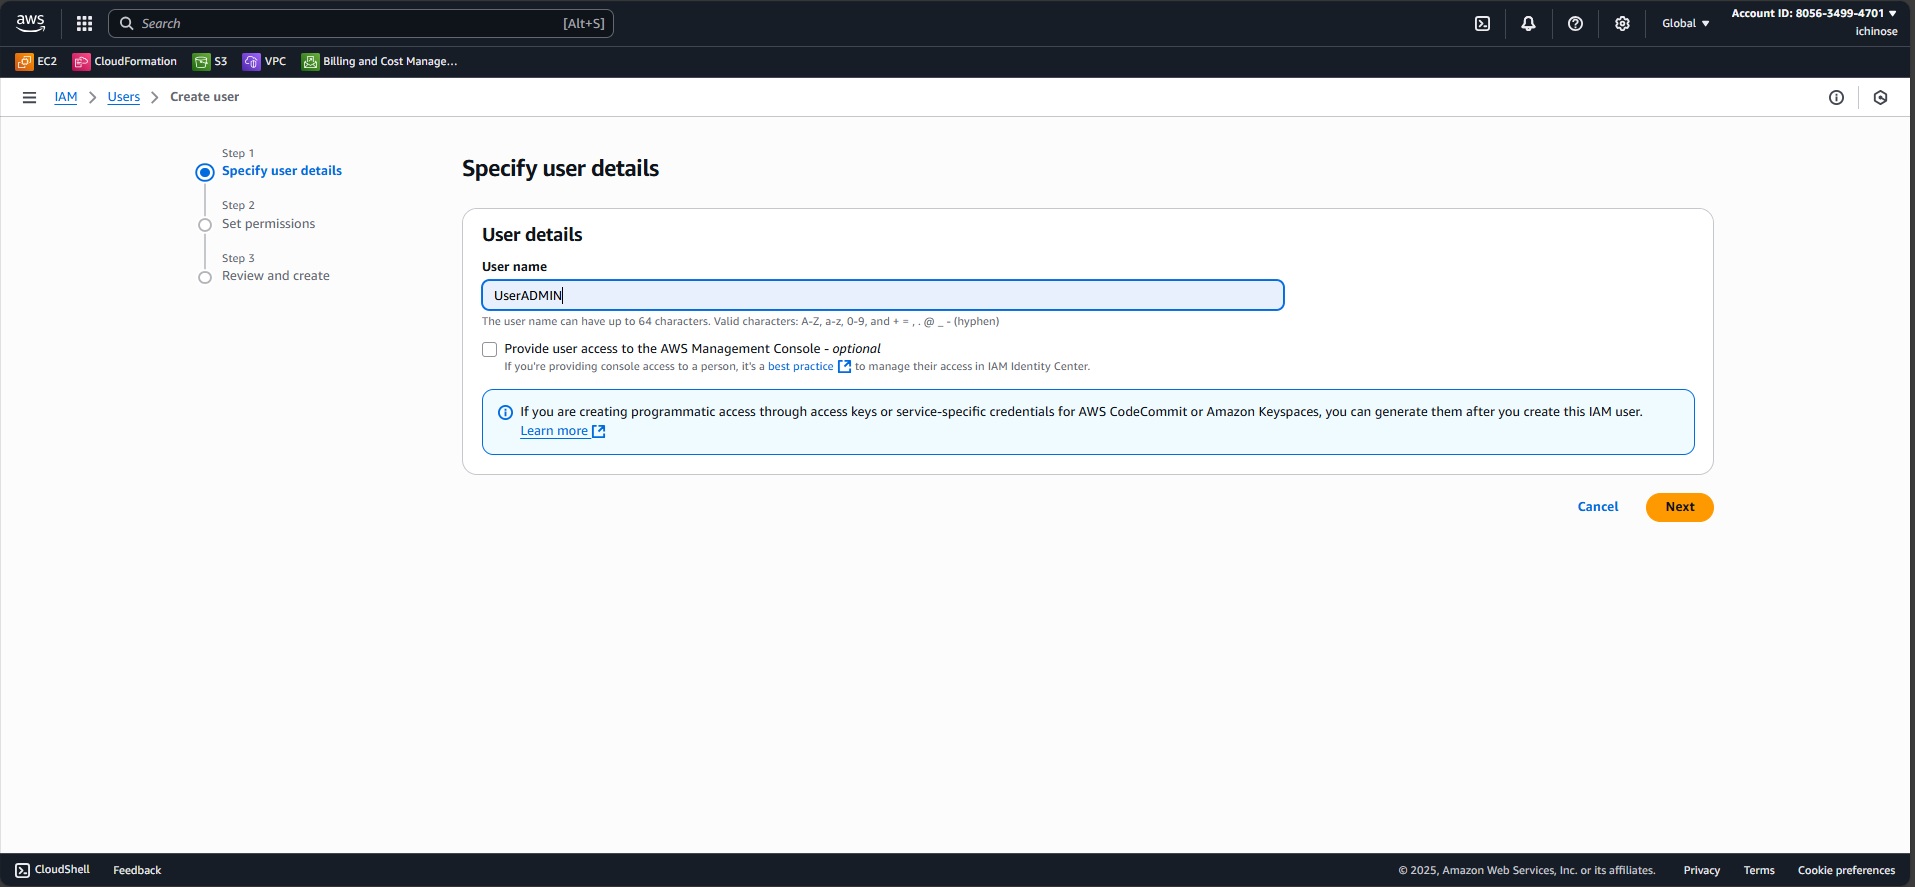 aws
Search [Alt+S]
Global
Account ID: 8056-3499-4701
ichinose
EC2 CloudFormation S3 VPC Billing and Cost Manage...
IAM Users Create user
Step 1
Specify user details
Step 2
Set permissions
Step 3
Review and create
Specify user details
User details
User name
UserADMIN
The user name can have up to 64 characters. Valid characters: A-Z, a-z, 0-9, and + = , . @ _ - (hyphen)
Provide user access to the AWS Management Console - optional
If you're providing console access to a person, it's a best practice to manage their access in IAM Identity Center.
If you are creating programmatic access through access keys or service-specific credentials for AWS CodeCommit or Amazon Keyspaces, you can generate them after you create this IAM user.
Learn more
Cancel Next
CloudShell Feedback © 2025, Amazon Web Services, Inc. or its affiliates. Privacy Terms Cookie preferences